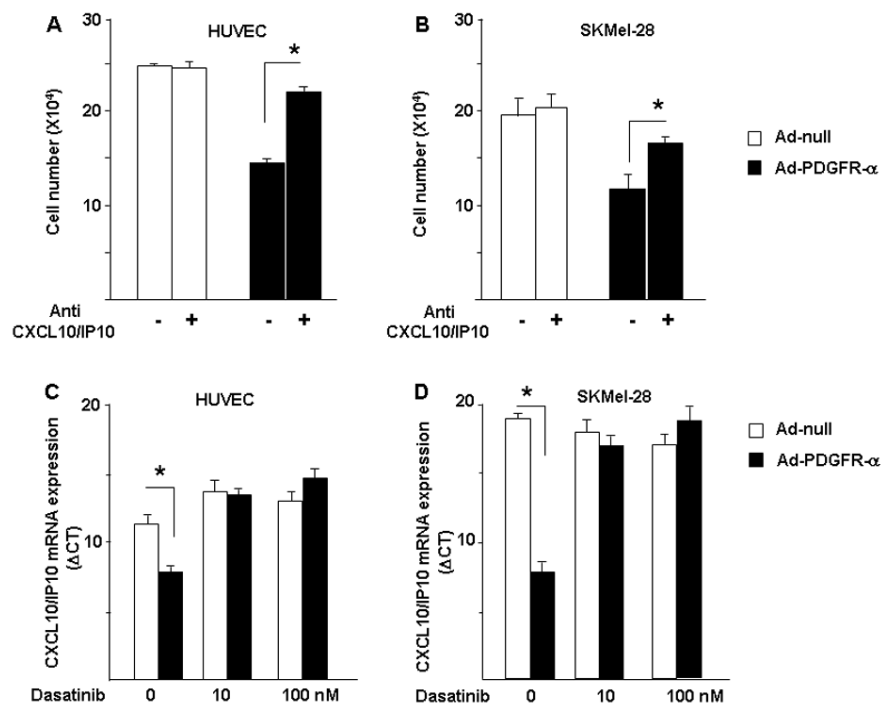 A
HUVEC
30
20
10
Cell number (X10⁴)
*
Anti
CXCL10/IP10
- + - +
B
SKMel-28
30
20
10
Cell number (X10⁴)
*
Anti
CXCL10/IP10
- + - +
Ad-null
Ad-PDGFR-α
C
HUVEC
20
10
CXCL10/IP10 mRNA expression
(ΔCT)
*
Dasatinib 0 10 100 nM
D
SKMel-28
20
10
CXCL10/IP10 mRNA expression
(ΔCT)
*
Dasatinib 0 10 100 nM
Ad-null
Ad-PDGFR-α